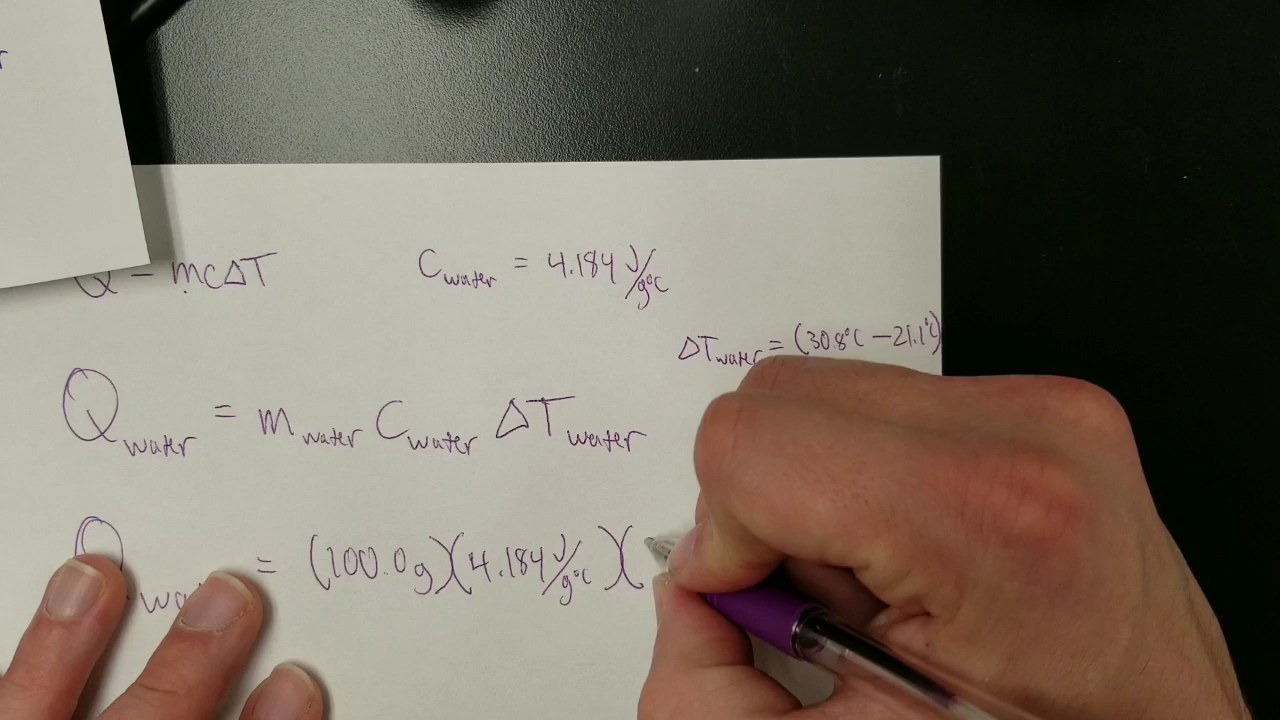 Q = mcΔT
C water = 4.184 J/g°C
ΔT water = (30.8°C - 21.1°C)
Q water = m water C water ΔT water
Q wa = (100.0g)(4.184 J/g°C)(